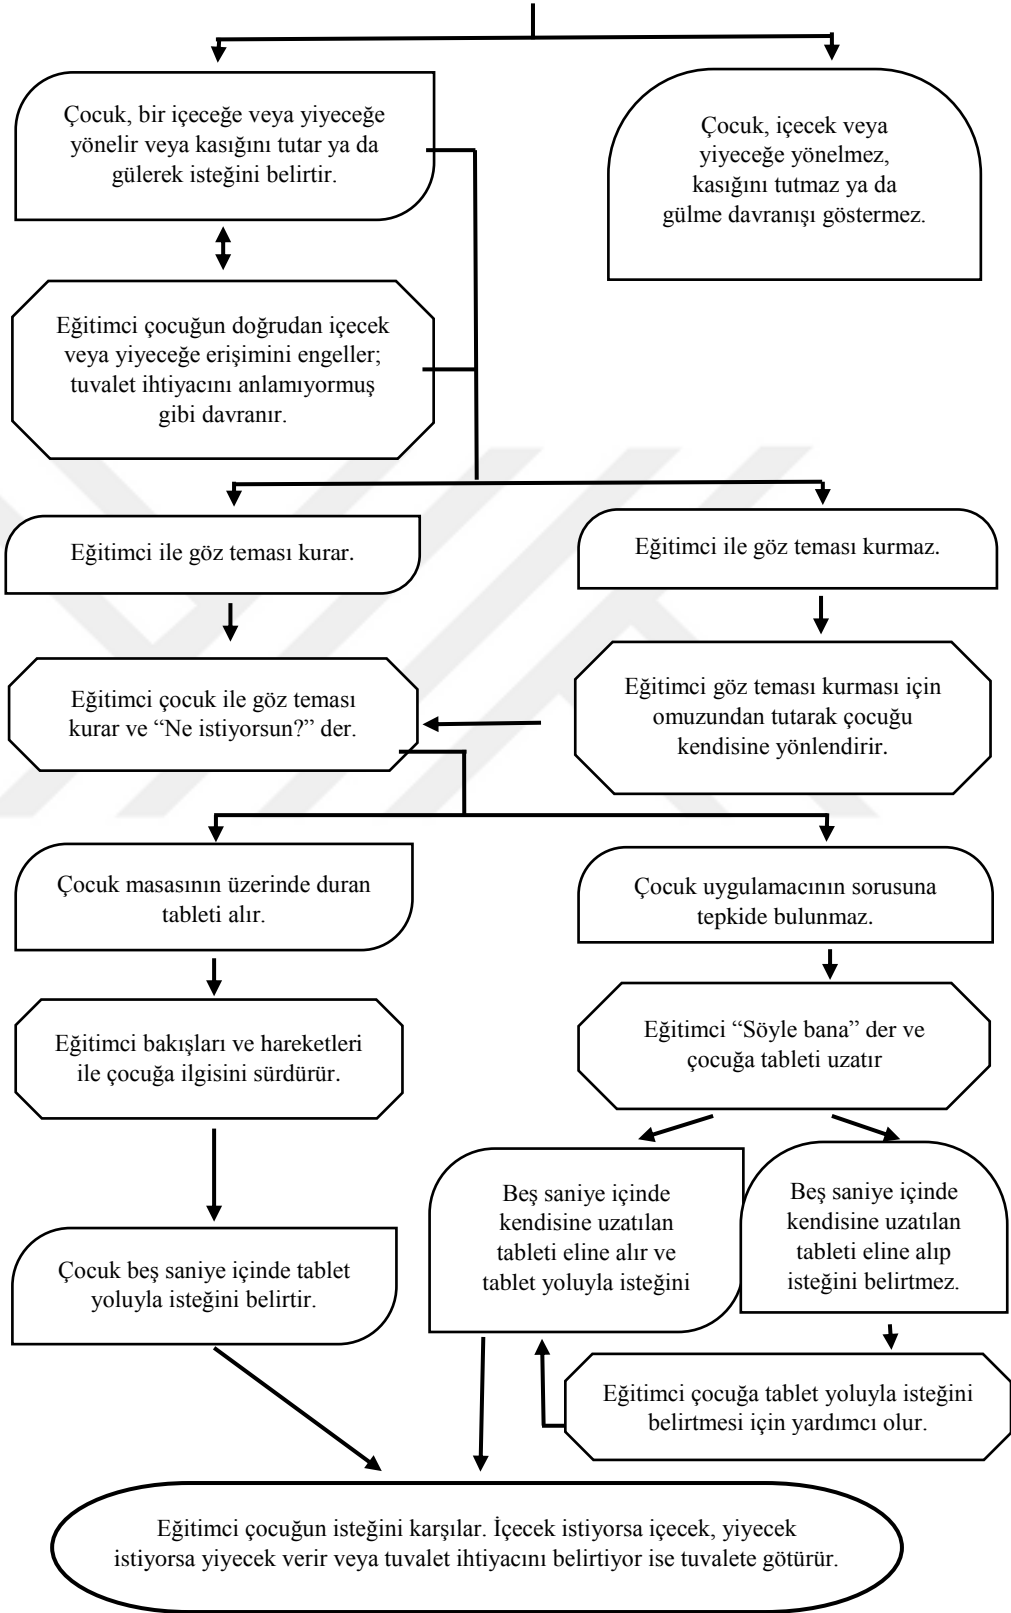 Çocuk, bir içeceğe veya yiyeceğe
yönelir veya kasığını tutar ya da
gülerek isteğini belirtir.
Çocuk, içecek veya
yiyeceğe yönelmez,
kasığını tutmaz ya da
gülme davranışı göstermez.
Eğitimci çocuğun doğrudan içecek
veya yiyeceğe erişimini engeller;
tuvalet ihtiyacını anlamıyormuş
gibi davranır.
Eğitimci ile göz teması kurar.
Eğitimci ile göz teması kurmaz.
Eğitimci çocuk ile göz teması
kurar ve “Ne istiyorsun?” der.
Eğitimci göz teması kurması için
omuzundan tutarak çocuğu
kendisine yönlendirir.
Çocuk masasının üzerinde duran
tableti alır.
Çocuk uygulamacının sorusuna
tepkide bulunmaz.
Eğitimci bakışları ve hareketleri
ile çocuğa ilgisini sürdürür.
Eğitimci “Söyle bana” der ve
çocuğa tableti uzatır
Çocuk beş saniye içinde tablet
yoluyla isteğini belirtir.
Beş saniye içinde
kendisine uzatılan
tableti eline alır ve
tablet yoluyla isteğini
Beş saniye içinde
kendisine uzatılan
tableti eline alıp
isteğini belirtmez.
Eğitimci çocuğa tablet yoluyla isteğini
belirtmesi için yardımcı olur.
Eğitimci çocuğun isteğini karşılar. İçecek istiyorsa içecek, yiyecek
istiyorsa yiyecek verir veya tuvalet ihtiyacını belirtiyor ise tuvalete götürür.